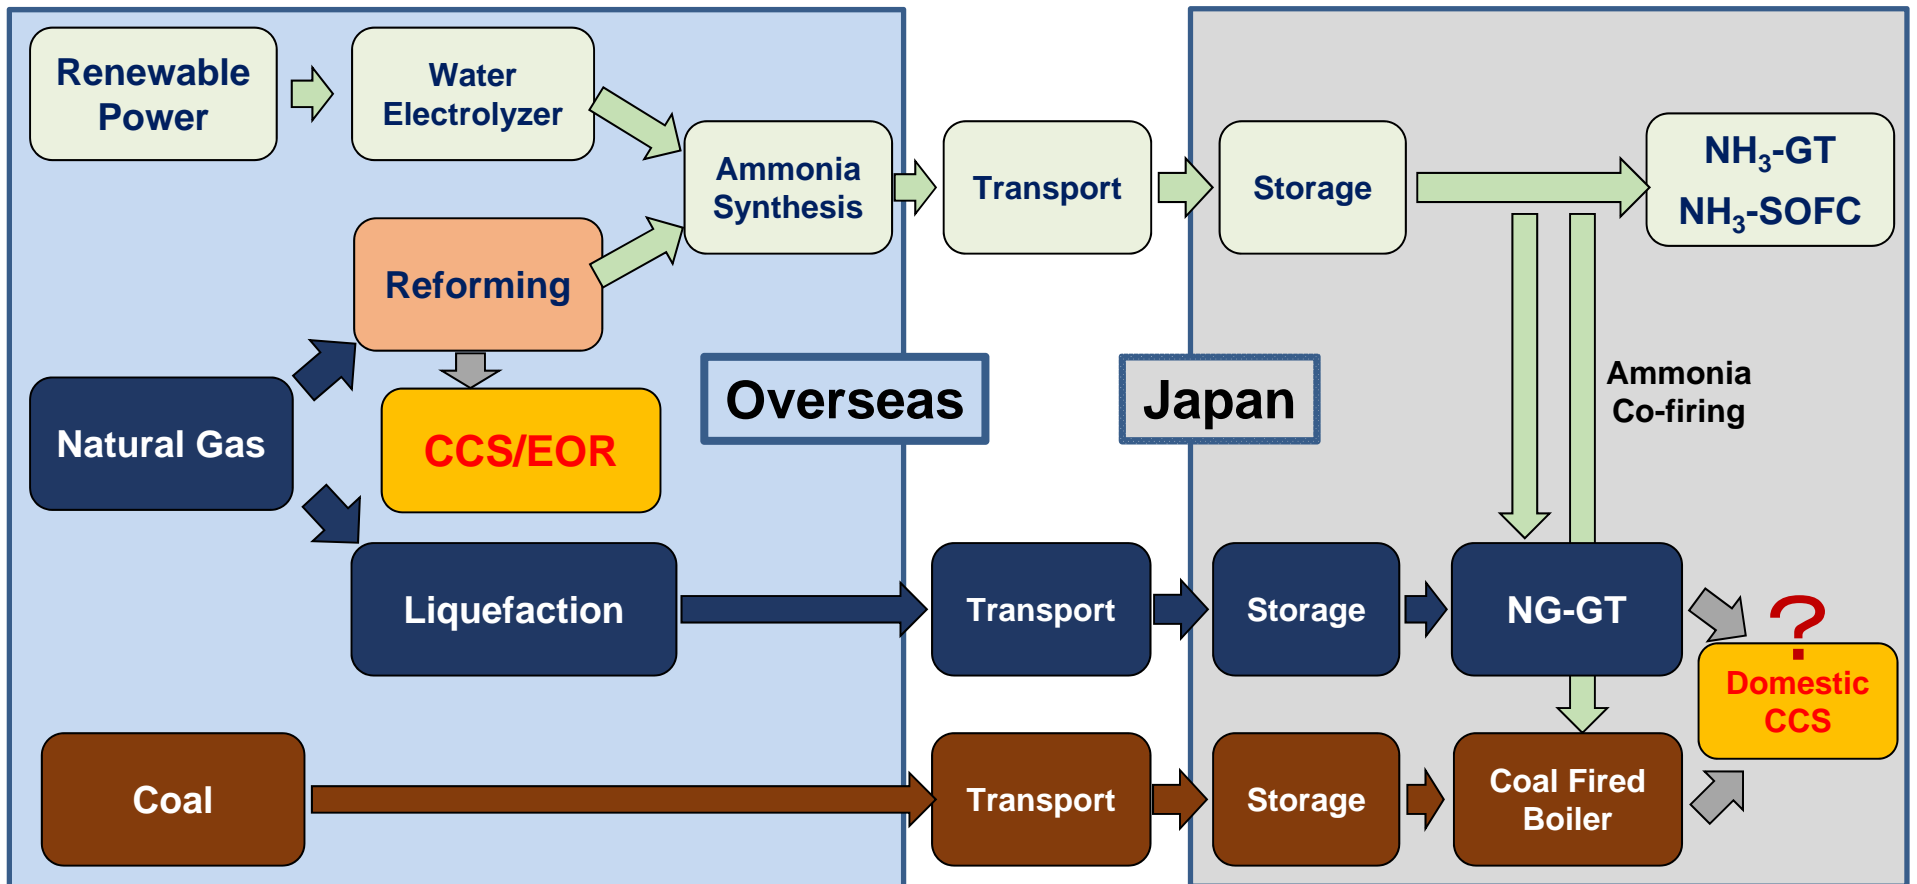 Renewable
Power
Water
Electrolyzer
Ammonia
Synthesis
Transport
Storage
NH₃-GT
NH₃-SOFC
Reforming
Natural Gas
CCS/EOR
Overseas
Japan
Ammonia
Co-firing
Liquefaction
Transport
Storage
NG-GT
?
Domestic
CCS
Coal
Transport
Storage
Coal Fired
Boiler